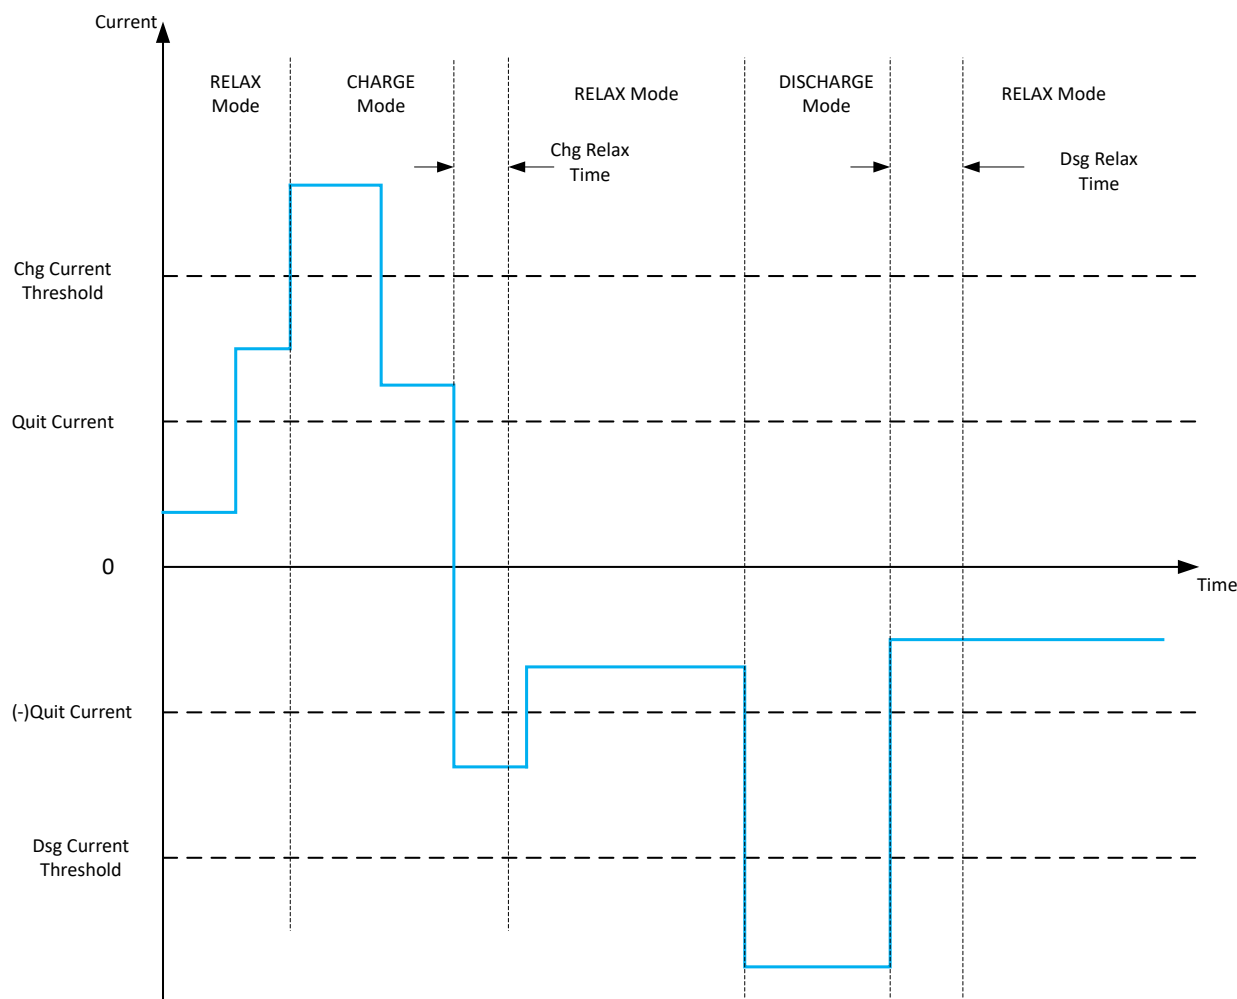 Current
RELAX
Mode
CHARGE
Mode
RELAX Mode
DISCHARGE
Mode
RELAX Mode
Chg Relax
Time
Dsg Relax
Time
Chg Current
Threshold
Quit Current
0
Time
(-)Quit Current
Dsg Current
Threshold